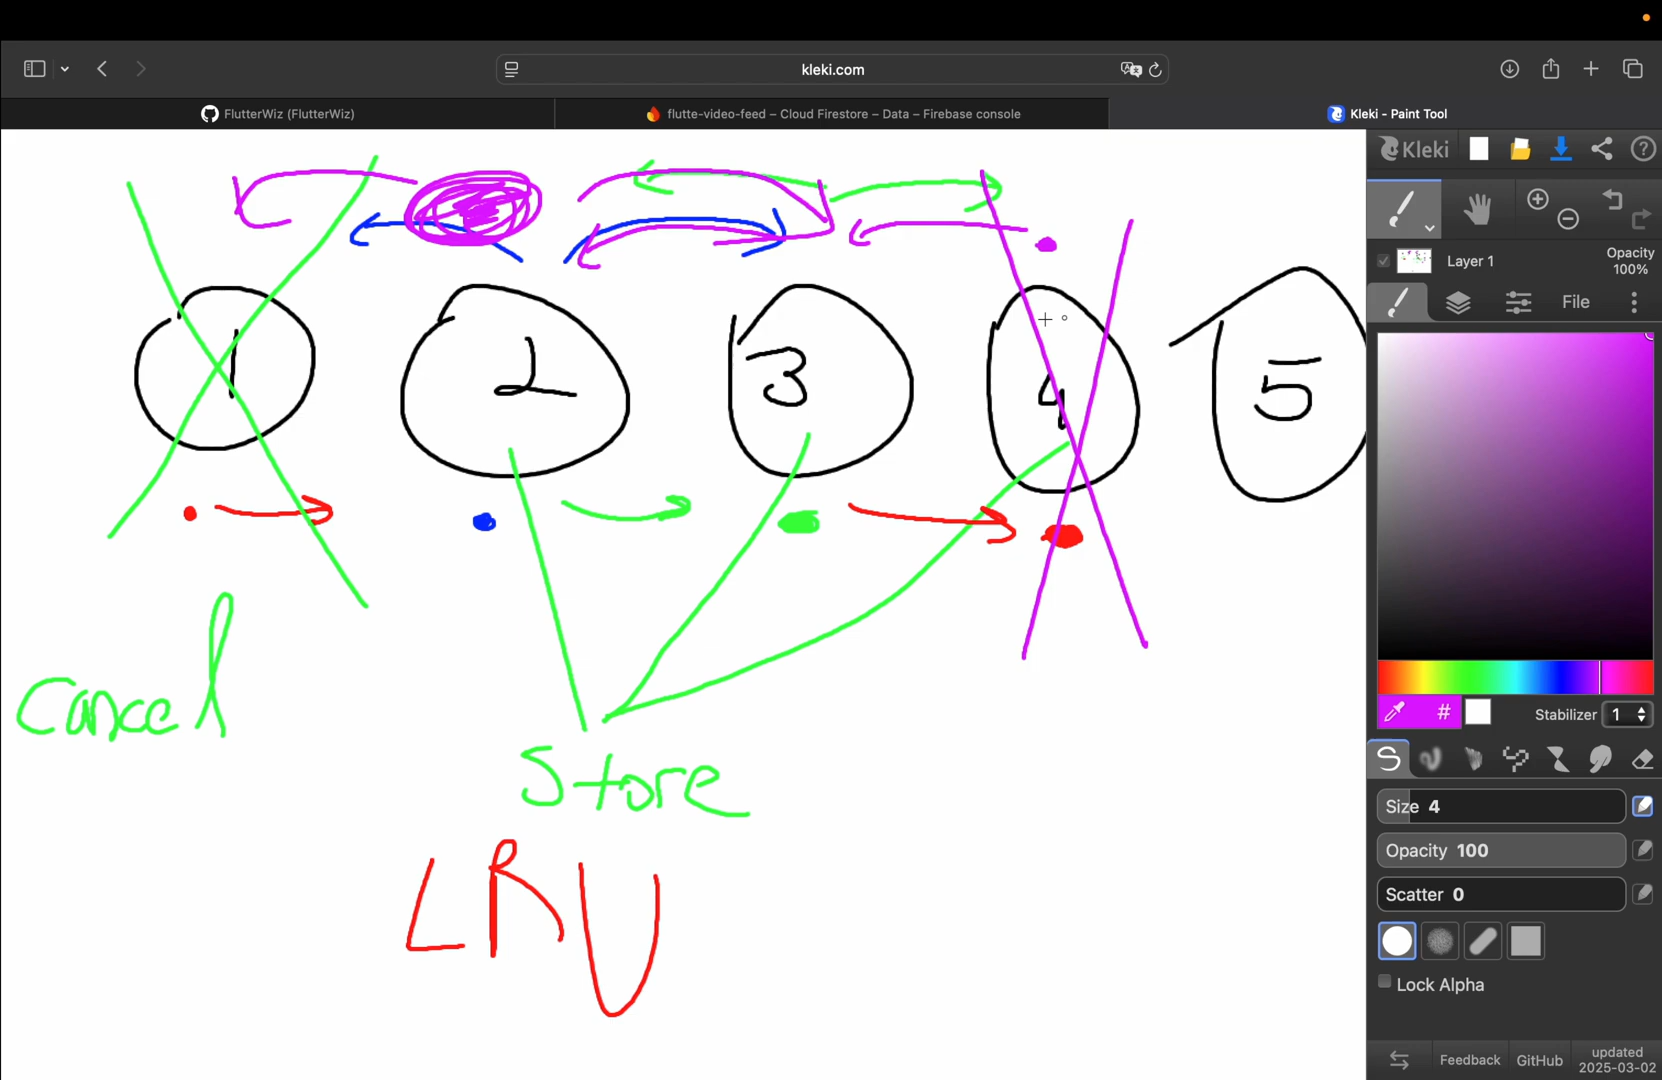 kleki.com
FlutterWiz (FlutterWiz)
flutte-video-feed – Cloud Firestore – Data – Firebase console
Kleki - Paint Tool
Kleki
Layer 1
Opacity
100%
File
1
2
3
4
5
cancel
Store
LRU
#
Stabilizer 1
Size 4
Opacity 100
Scatter 0
Lock Alpha
Feedback
GitHub
updated
2025-03-02